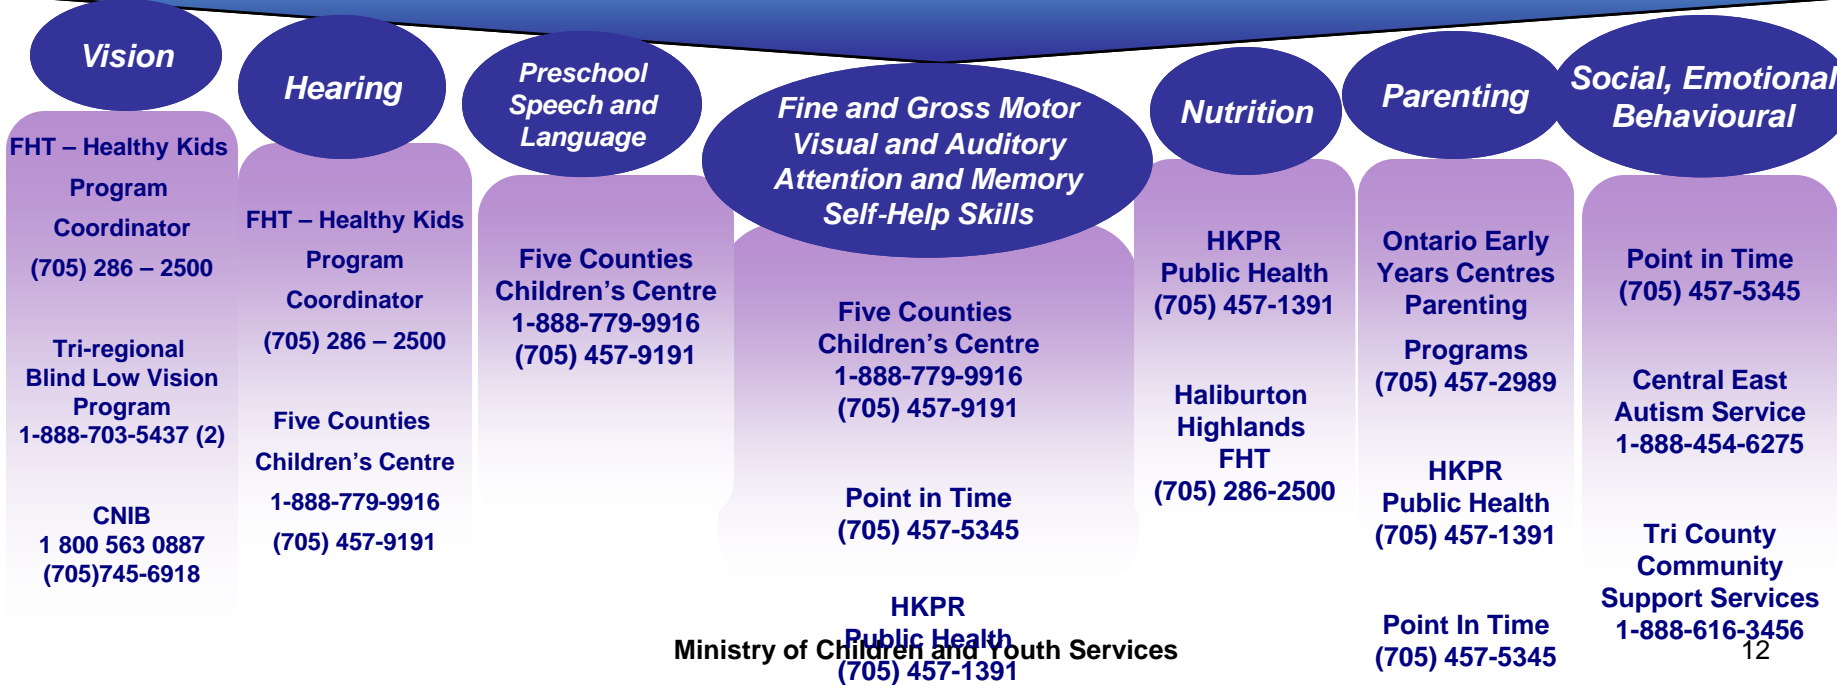 Vision
FHT – Healthy Kids
Program
Coordinator
(705) 286 – 2500
Tri-regional
Blind Low Vision
Program
1-888-703-5437 (2)
CNIB
1 800 563 0887
(705)745-6918
Hearing
FHT – Healthy Kids
Program
Coordinator
(705) 286 – 2500
Five Counties
Children’s Centre
1-888-779-9916
(705) 457-9191
Preschool
Speech and
Language
Five Counties
Children’s Centre
1-888-779-9916
(705) 457-9191
Fine and Gross Motor
Visual and Auditory
Attention and Memory
Self-Help Skills
Five Counties
Children’s Centre
1-888-779-9916
(705) 457-9191
Point in Time
(705) 457-5345
HKPR
Public Health
(705) 457-1391
Nutrition
HKPR
Public Health
(705) 457-1391
Haliburton
Highlands
FHT
(705) 286-2500
Parenting
Ontario Early
Years Centres
Parenting
Programs
(705) 457-2989
HKPR
Public Health
(705) 457-1391
Point In Time
(705) 457-5345
Social, Emotional
Behavioural
Point in Time
(705) 457-5345
Central East
Autism Service
1-888-454-6275
Tri County
Community
Support Services
1-888-616-3456
Ministry of Children and Youth Services
12